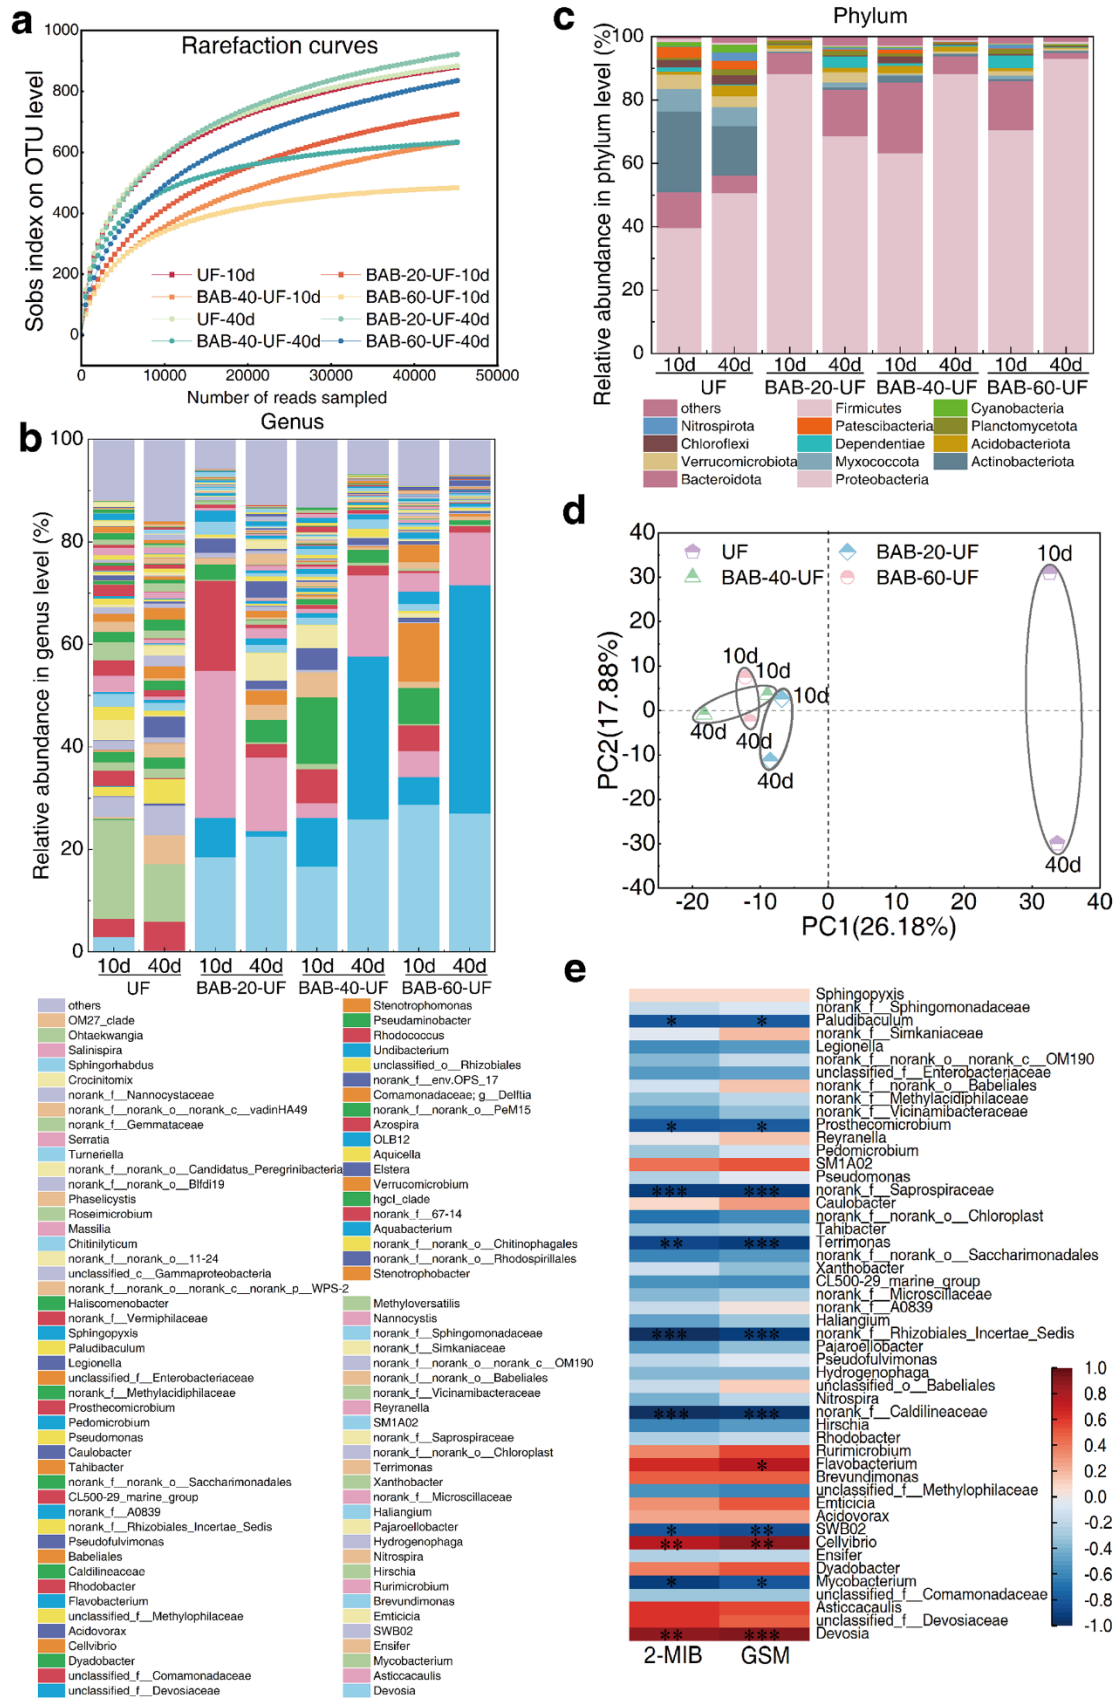 a
Rarefaction curves
Sobs index on OTU level
1000
800
600
400
200
0
0
10000
20000
30000
40000
50000
Number of reads sampled
UF-10d
BAB-20-UF-10d
BAB-40-UF-10d
BAB-60-UF-10d
UF-40d
BAB-20-UF-40d
BAB-40-UF-40d
BAB-60-UF-40d
c
Phylum
Relative abundance in phylum level (%)
100
80
60
40
20
0
10d 40d 10d 40d 10d 40d 10d 40d
UF BAB-20-UF BAB-40-UF BAB-60-UF
others
Firmicutes
Cyanobacteria
Nitrospirota
Patescibacteria
Planctomycetota
Chloroflexi
Dependentiae
Acidobacteriota
Verrucomicrobiota
Myxococcota
Actinobacteriota
Bacteroidota
Proteobacteria
b
Genus
Relative abundance in genus level (%)
100
80
60
40
20
0
10d 40d 10d 40d 10d 40d 10d 40d
UF BAB-20-UF BAB-40-UF BAB-60-UF
others
OM27_clade
Ohtaekwangia
Salinispira
Sphingorhabdus
Crocinitomix
norank_f__Nannocystaceae
norank_f__norank_o__norank_c__vadinHA49
norank_f__Gemmataceae
Serratia
Turneriella
norank_f__norank_o__Candidatus_Peregrinibacteria
norank_f__norank_o__Blfdi19
Phaselicystis
Roseimicrobium
Massilia
Chitinilyticum
norank_f__norank_o__11-24
unclassified_c__Gammaproteobacteria
norank_f__norank_o__norank_c__norank_p__WPS-2
Haliscomenobacter
norank_f__Vermiphilaceae
Sphingopyxis
Paludibaculum
Legionella
unclassified_f__Enterobacteriaceae
norank_f__Methylacidiphilaceae
Prosthecomicrobium
Pedomicrobium
Pseudomonas
Caulobacter
Tahibacter
norank_f__norank_o__Saccharimonadales
CL500-29_marine_group
norank_f__A0839
norank_f__Rhizobiales_Incertae_Sedis
Pseudofulvimonas
Babeliales
Caldilineaceae
Rhodobacter
Flavobacterium
unclassified_f__Methylophilaceae
Acidovorax
Cellvibrio
Dyadobacter
unclassified_f__Comamonadaceae
unclassified_f__Devosiaceae
Stenotrophomonas
Pseudaminobacter
Rhodococcus
Undibacterium
unclassified_o__Rhizobiales
norank_f__env.OPS_17
Comamonadaceae; g__Delftia
norank_f__norank_o__PeM15
Azospira
OLB12
Aquicella
Elstera
Verrucomicrobium
hgcI_clade
norank_f__67-14
Aquabacterium
norank_f__norank_o__Chitinophagales
norank_f__norank_o__Rhodospirillales
Stenotrophobacter
Methyloversatilis
Nannocystis
norank_f__Sphingomonadaceae
norank_f__Simkaniaceae
norank_f__norank_o__norank_c__OM190
norank_f__norank_o__Babeliales
norank_f__Vicinamibacteraceae
Reyranella
SM1A02
norank_f__Saprospiraceae
norank_f__norank_o__Chloroplast
Terrimonas
Xanthobacter
norank_f__Microscillaceae
Haliangium
Pajaroellobacter
Hydrogenophaga
Nitrospira
Hirschia
Rurimicrobium
Brevundimonas
Emticicia
SWB02
Ensifer
Mycobacterium
Asticcacaulis
Devosia
d
PC2(17.88%)
40
30
20
10
0
-10
-20
-30
-40
-20
-10
0
10
20
30
40
PC1(26.18%)
UF
BAB-20-UF
BAB-40-UF
BAB-60-UF
10d
10d
10d
10d
40d
40d
40d
40d
e
Sphingopyxis
norank_f__Sphingomonadaceae
* * Paludibaculum
norank_f__Simkaniaceae
Legionella
norank_f__norank_o__norank_c__OM190
unclassified_f__Enterobacteriaceae
norank_f__norank_o__Babeliales
norank_f__Methylacidiphilaceae
norank_f__Vicinamibacteraceae
* * Prosthecomicrobium
Reyranella
Pedomicrobium
SM1A02
Pseudomonas
*** *** norank_f__Saprospiraceae
Caulobacter
norank_f__norank_o__Chloroplast
Tahibacter
** *** Terrimonas
norank_f__norank_o__Saccharimonadales
Xanthobacter
CL500-29_marine_group
norank_f__Microscillaceae
norank_f__A0839
Haliangium
*** *** norank_f__Rhizobiales_Incertae_Sedis
Pajaroellobacter
Pseudofulvimonas
Hydrogenophaga
unclassified_o__Babeliales
Nitrospira
*** *** norank_f__Caldilineaceae
Hirschia
Rhodobacter
Rurimicrobium
* Flavobacterium
Brevundimonas
unclassified_f__Methylophilaceae
Emticicia
Acidovorax
* ** SWB02
** ** Cellvibrio
Ensifer
Dyadobacter
* * Mycobacterium
unclassified_f__Comamonadaceae
Asticcacaulis
unclassified_f__Devosiaceae
** *** Devosia
2-MIB GSM
1.0
0.8
0.6
0.4
0.2
0.0
-0.2
-0.4
-0.6
-0.8
-1.0